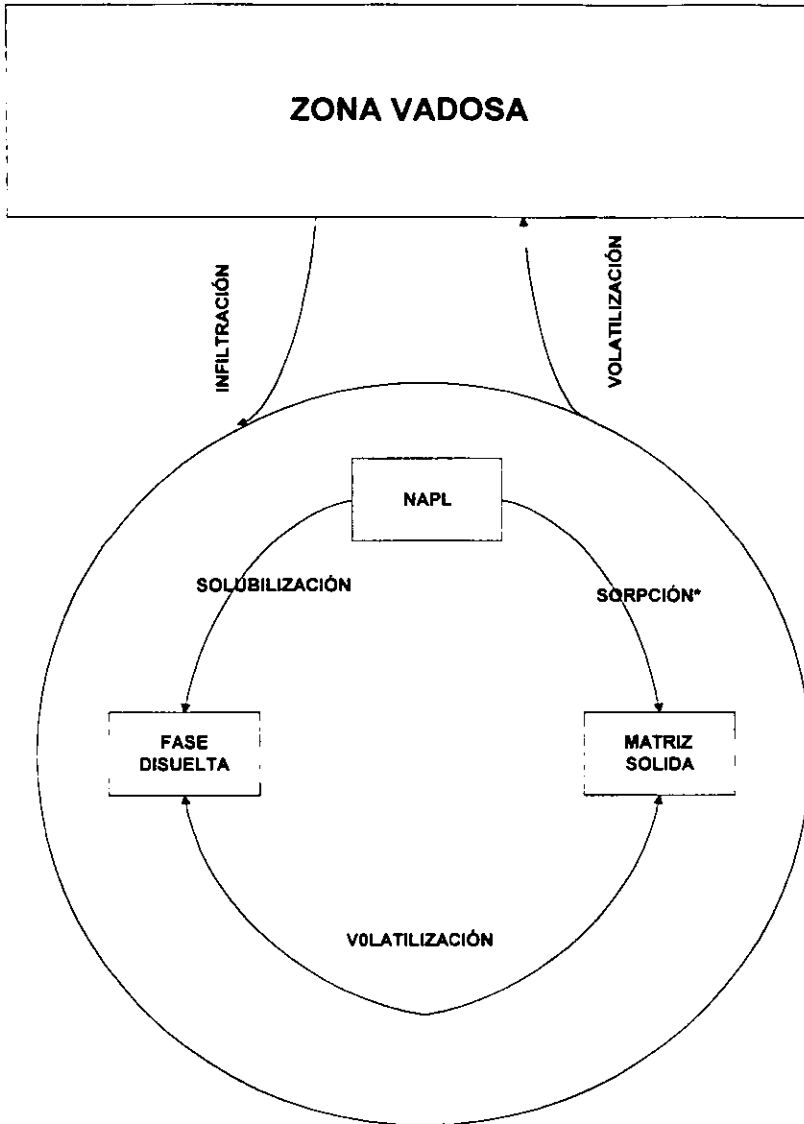 ZONA VADOSA
INFILTRACIÓN
VOLATILIZACIÓN
NAPL
SOLUBILIZACIÓN
SORPCIÓN*
FASE
DISUELTA
MATRIZ
SOLIDA
V0LATILIZACIÓN